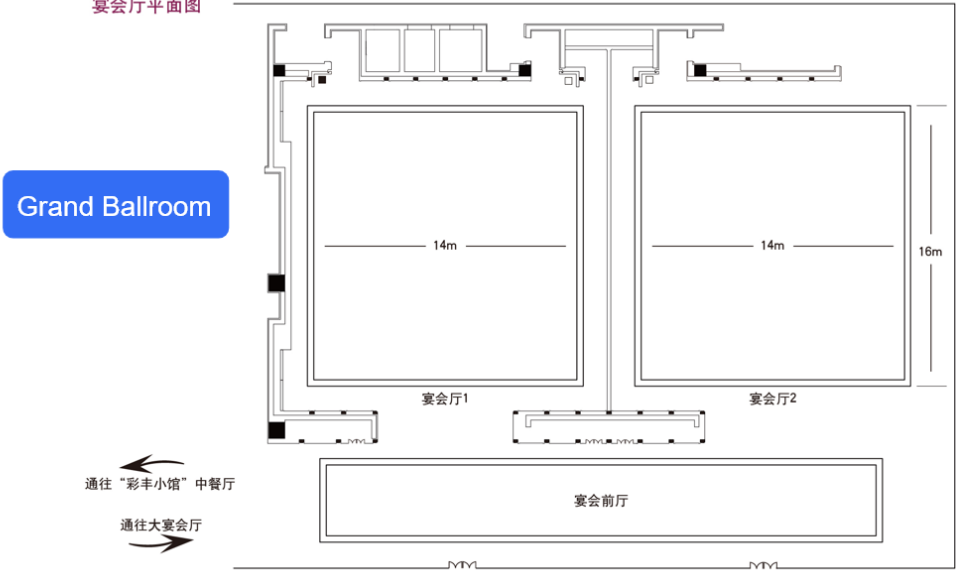 宴会厅平面图
Grand Ballroom
14m
14m
16m
宴会厅1
宴会厅2
通往“彩丰小馆”中餐厅
宴会前厅
通往大宴会厅